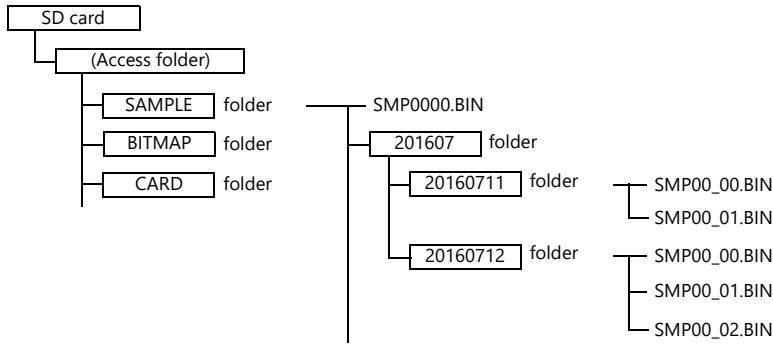 SD card
(Access folder)
SAMPLE folder SMP0000.BIN
BITMAP folder 201607 folder
CARD folder 20160711 folder SMP00_00.BIN
SMP00_01.BIN
20160712 folder SMP00_00.BIN
SMP00_01.BIN
SMP00_02.BIN